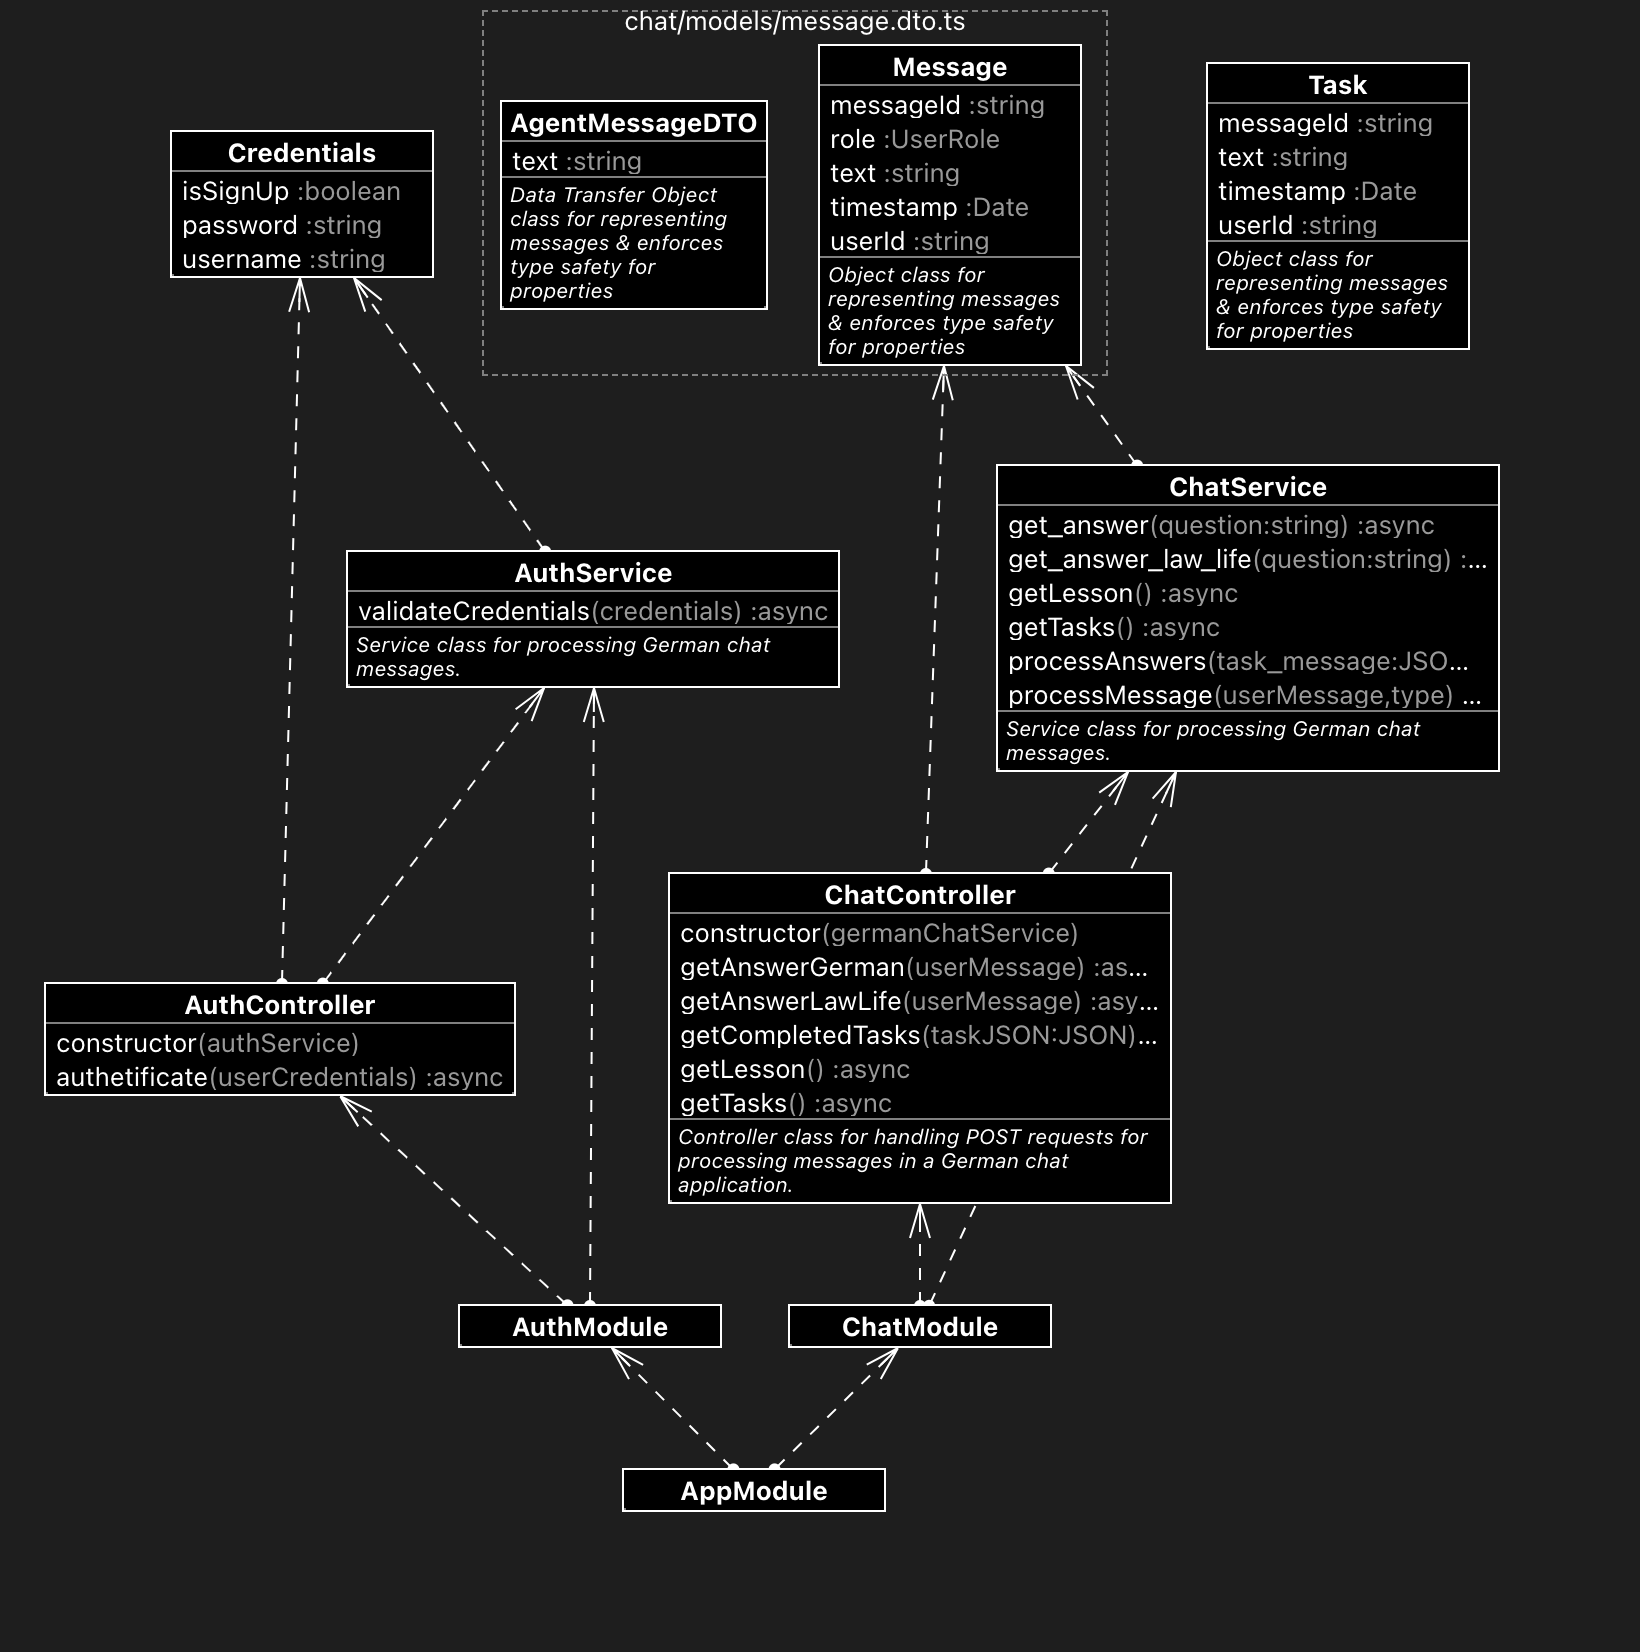 chat/models/message.dto.ts
Credentials
isSignUp :boolean
password :string
username :string
AgentMessageDTO
text :string
Data Transfer Object
class for representing
messages & enforces
type safety for
properties
Message
messageId :string
role :UserRole
text :string
timestamp :Date
userId :string
Object class for
representing messages
& enforces type safety
for properties
Task
messageId :string
text :string
timestamp :Date
userId :string
Object class for
representing messages
& enforces type safety
for properties
AuthService
validateCredentials(credentials) :async
Service class for processing German chat
messages.
ChatService
get_answer(question:string) :async
get_answer_law_life(question:string) :...
getLesson() :async
getTasks() :async
processAnswers(task_message:JSO...
processMessage(userMessage,type) ...
Service class for processing German chat
messages.
AuthController
constructor(authService)
authetificate(userCredentials) :async
ChatController
constructor(germanChatService)
getAnswerGerman(userMessage) :as...
getAnswerLawLife(userMessage) :asy...
getCompletedTasks(taskJSON:JSON)...
getLesson() :async
getTasks() :async
Controller class for handling POST requests for
processing messages in a German chat
application.
AuthModule
ChatModule
AppModule